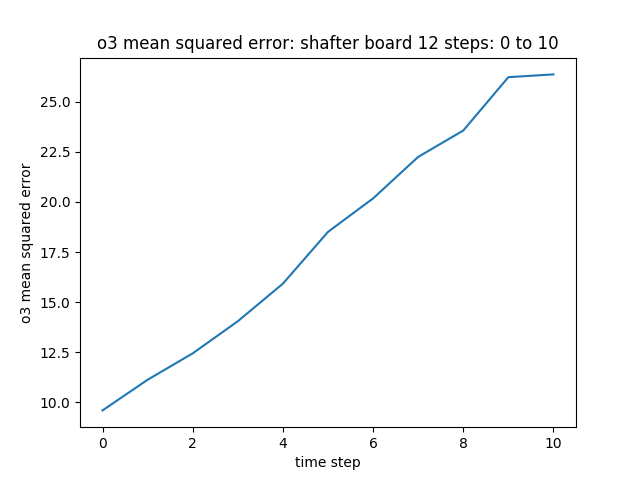 o3 mean squared error: shafter board 12 steps: 0 to 10
o3 mean squared error
25.0
22.5
20.0
17.5
15.0
12.5
10.0
0 2 4 6 8 10
time step